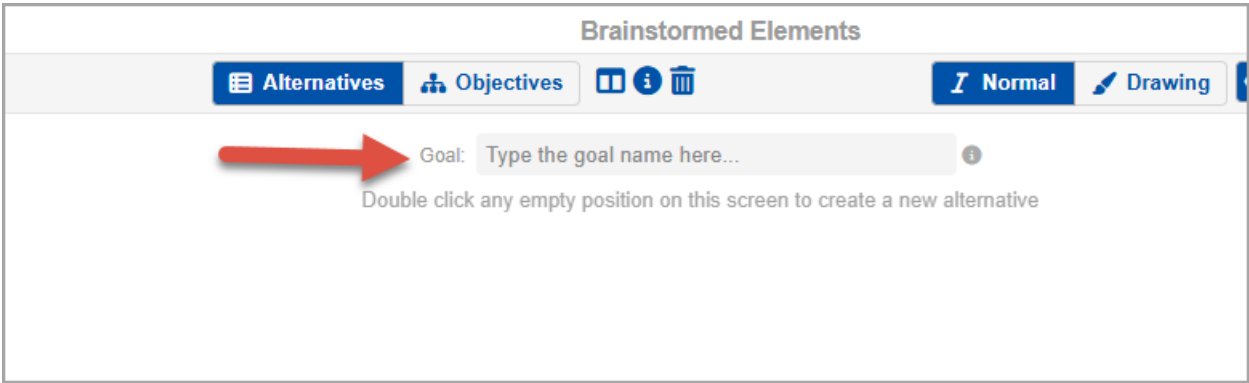 Brainstormed Elements
Alternatives Objectives Normal Drawing
Goal: Type the goal name here...
Double click any empty position on this screen to create a new alternative